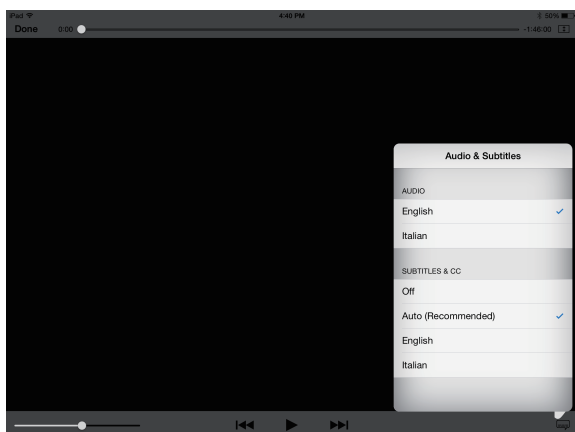 iPad 4:40 PM 50%
Done 0:00 -1:46:00
Audio & Subtitles
AUDIO
English
Italian
SUBTITLES & CC
Off
Auto (Recommended)
English
Italian